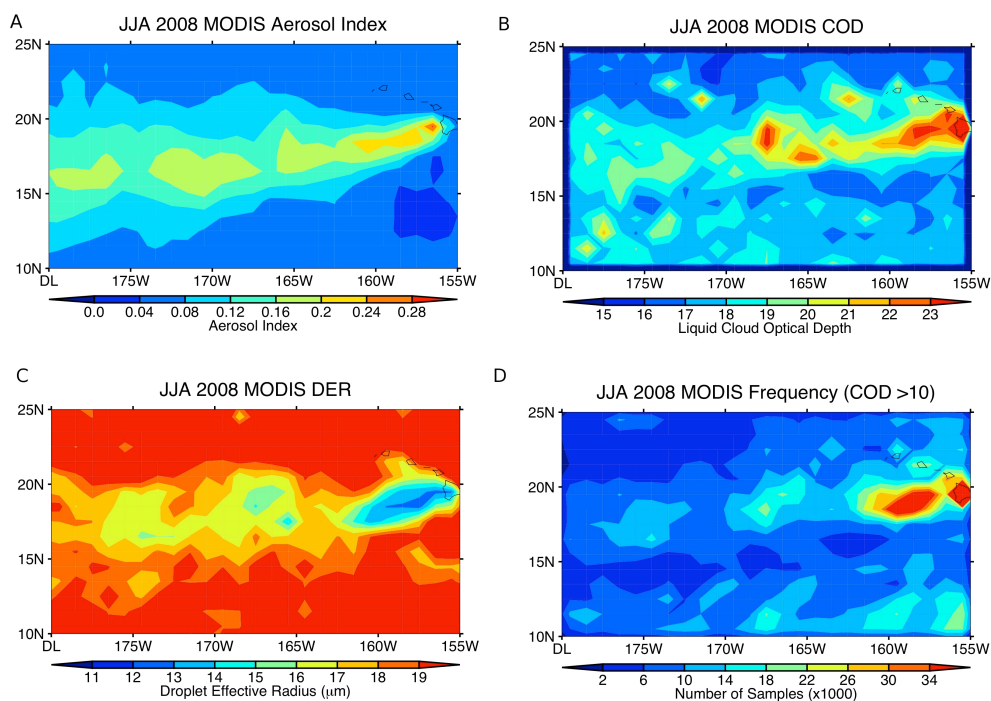 A
JJA 2008 MODIS Aerosol Index
25N
20N
15N
10N
DL 175W 170W 165W 160W 155W
0.0 0.04 0.08 0.12 0.16 0.2 0.24 0.28
Aerosol Index
B
JJA 2008 MODIS COD
25N
20N
15N
10N
DL 175W 170W 165W 160W 155W
15 16 17 18 19 20 21 22 23
Liquid Cloud Optical Depth
C
JJA 2008 MODIS DER
25N
20N
15N
10N
DL 175W 170W 165W 160W 155W
11 12 13 14 15 16 17 18 19
Droplet Effective Radius (μm)
D
JJA 2008 MODIS Frequency (COD >10)
25N
20N
15N
10N
DL 175W 170W 165W 160W 155W
2 6 10 14 18 22 26 30 34
Number of Samples (x1000)